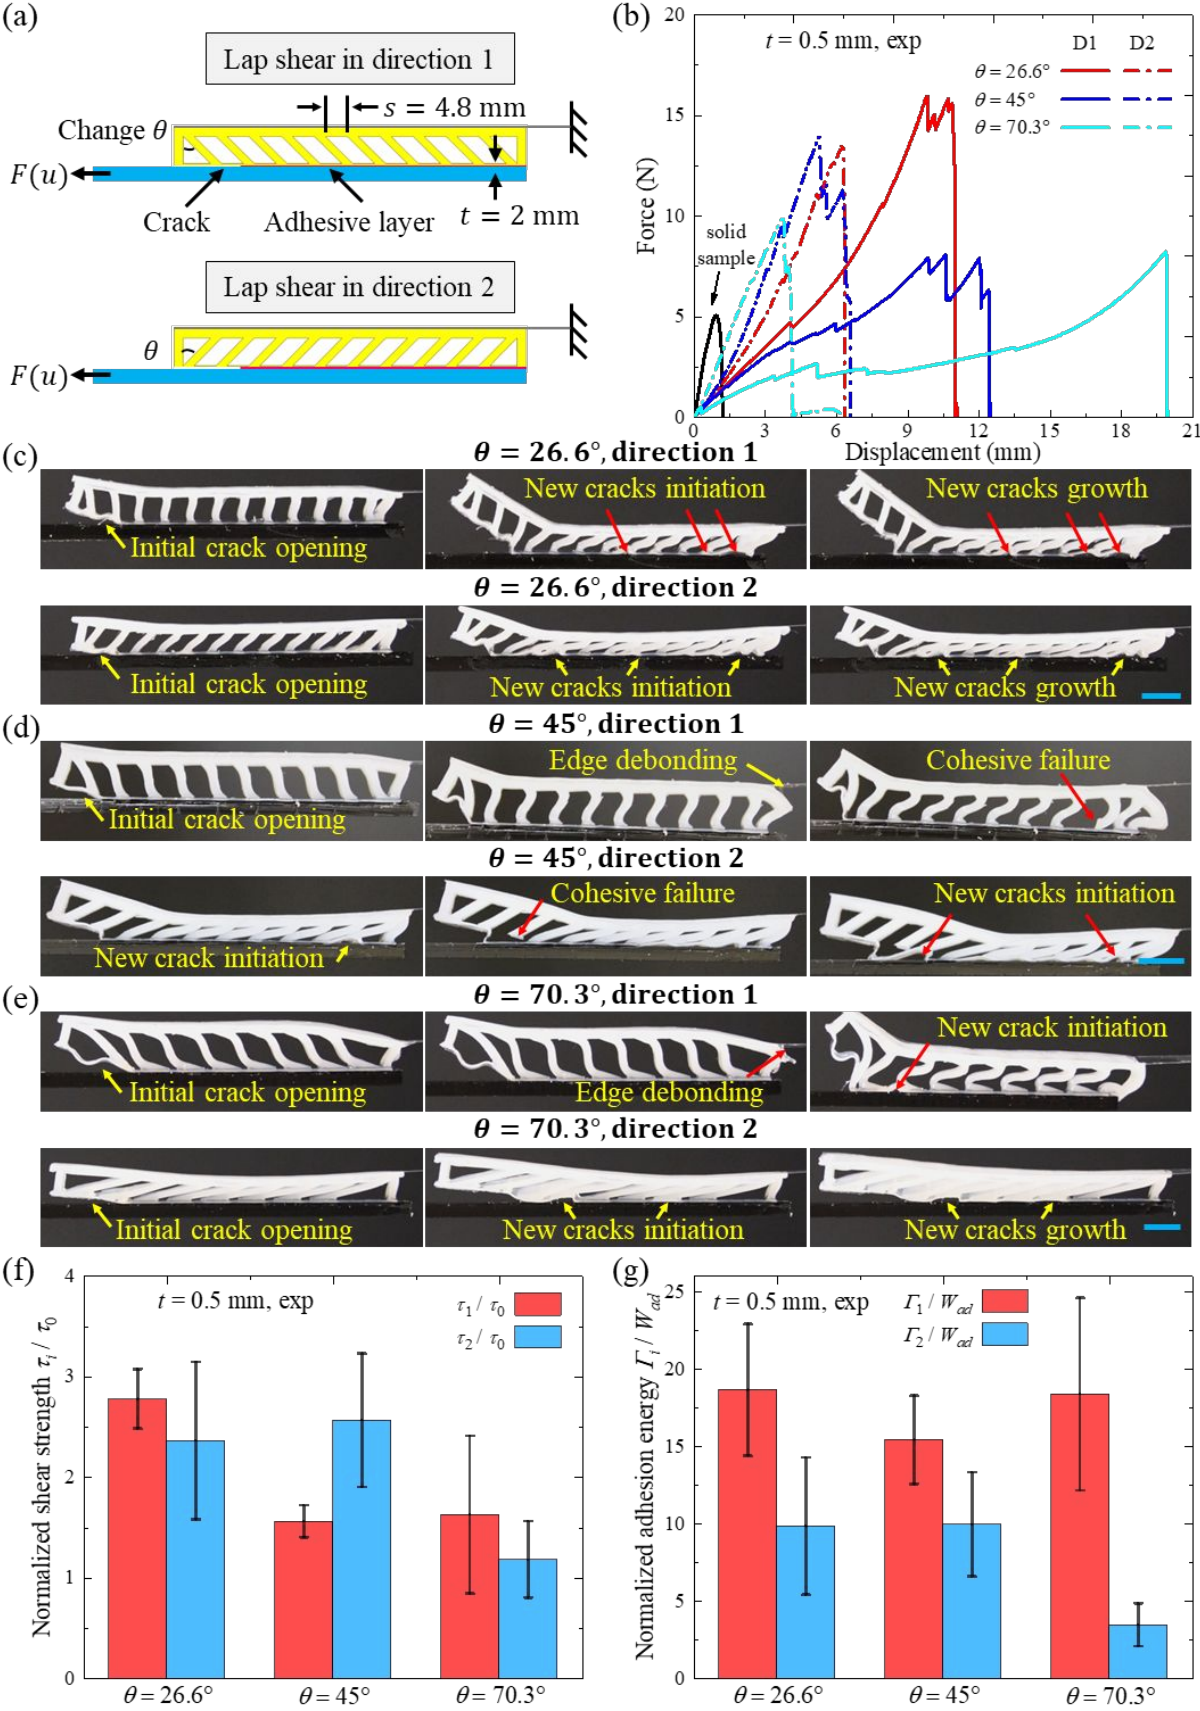 (a)
Lap shear in direction 1
s = 4.8 mm
Change θ
F(u)
Crack
Adhesive layer
t = 2 mm
Lap shear in direction 2
θ
F(u)
(b)
20
15
10
5
0
Force (N)
t = 0.5 mm, exp
D1 D2
θ = 26.6°
θ = 45°
θ = 70.3°
solid
sample
0 3 6 9 12 15 18 21
Displacement (mm)
(c)
θ = 26.6°, direction 1
Initial crack opening
New cracks initiation
New cracks growth
θ = 26.6°, direction 2
Initial crack opening
New cracks initiation
New cracks growth
(d)
θ = 45°, direction 1
Initial crack opening
Edge debonding
Cohesive failure
θ = 45°, direction 2
New crack initiation
Cohesive failure
New cracks initiation
(e)
θ = 70.3°, direction 1
Initial crack opening
Edge debonding
New crack initiation
θ = 70.3°, direction 2
Initial crack opening
New cracks initiation
New cracks growth
(f)
4
3
2
1
0
Normalized shear strength τi / τ0
t = 0.5 mm, exp
τ1 / τ0
τ2 / τ0
θ = 26.6° θ = 45° θ = 70.3°
(g)
25
20
15
10
5
0
Normalized adhesion energy Γi / Wad
t = 0.5 mm, exp
Γ1 / Wad
Γ2 / Wad
θ = 26.6° θ = 45° θ = 70.3°